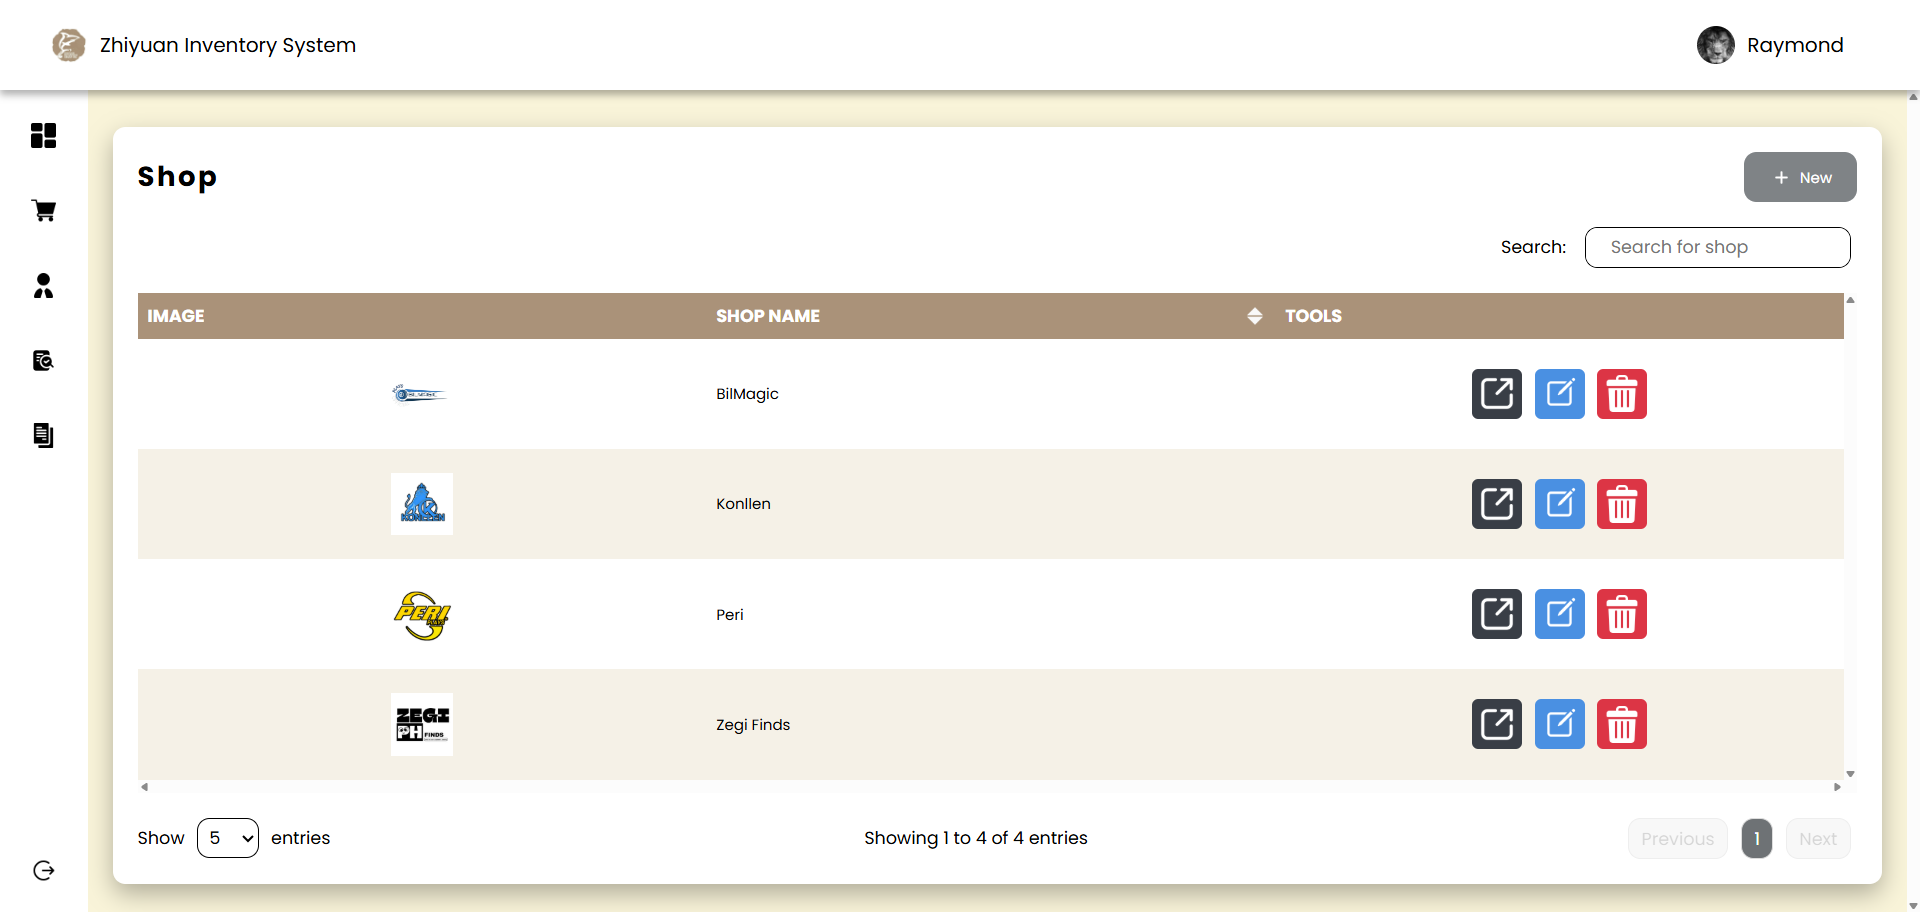 Zhiyuan Inventory System
Raymond
Shop
+ New
Search: Search for shop
IMAGE SHOP NAME TOOLS
BilMagic
KONLLEN
Konllen
PERI
Peri
ZEGI
PH FINDS
Zegi Finds
Show 5 entries
Showing 1 to 4 of 4 entries
Previous 1 Next